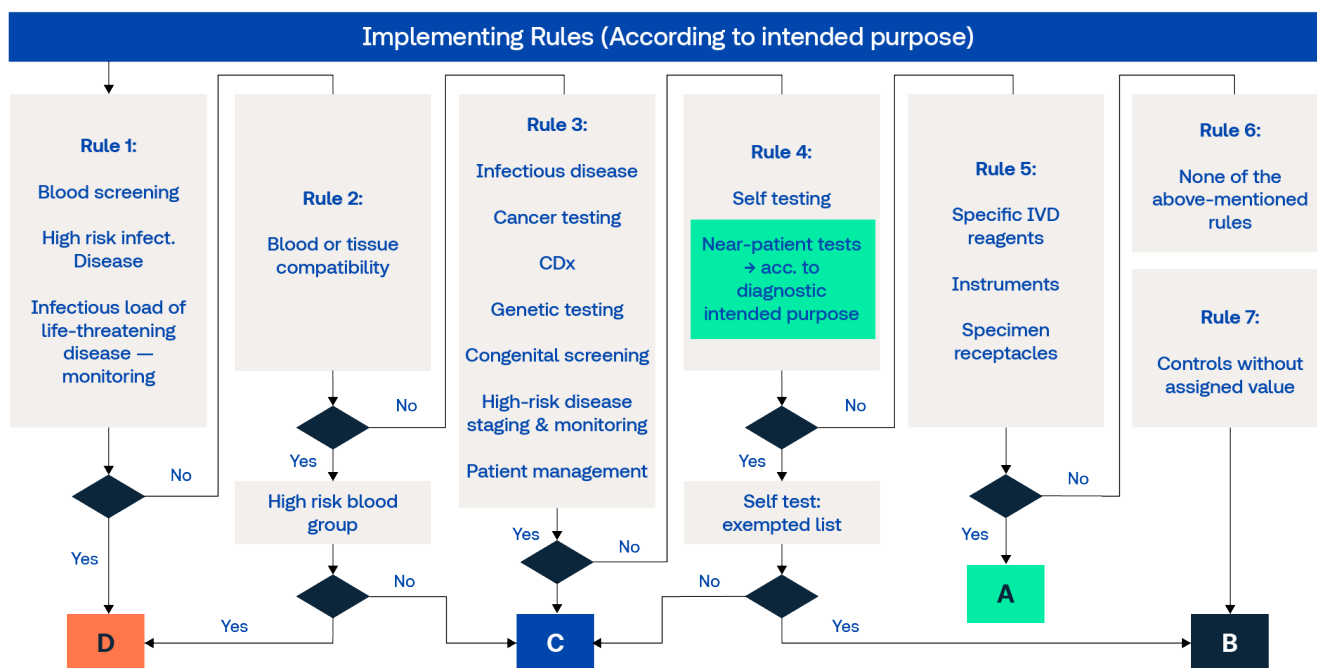 Implementing Rules (According to intended purpose)
Rule 1:
Blood screening
High risk infect.
Disease
Infectious load of
life-threatening
disease —
monitoring
No
Yes
D
Rule 2:
Blood or tissue
compatibility
No
Yes
High risk blood
group
No
Yes
Rule 3:
Infectious disease
Cancer testing
CDx
Genetic testing
Congenital screening
High-risk disease
staging & monitoring
Patient management
Yes
No
C
Rule 4:
Self testing
Near-patient tests
→ acc. to
diagnostic
intended purpose
No
Yes
Self test:
exempted list
No
Yes
Rule 5:
Specific IVD
reagents
Instruments
Specimen
receptacles
No
Yes
A
Rule 6:
None of the
above-mentioned
rules
Rule 7:
Controls without
assigned value
B